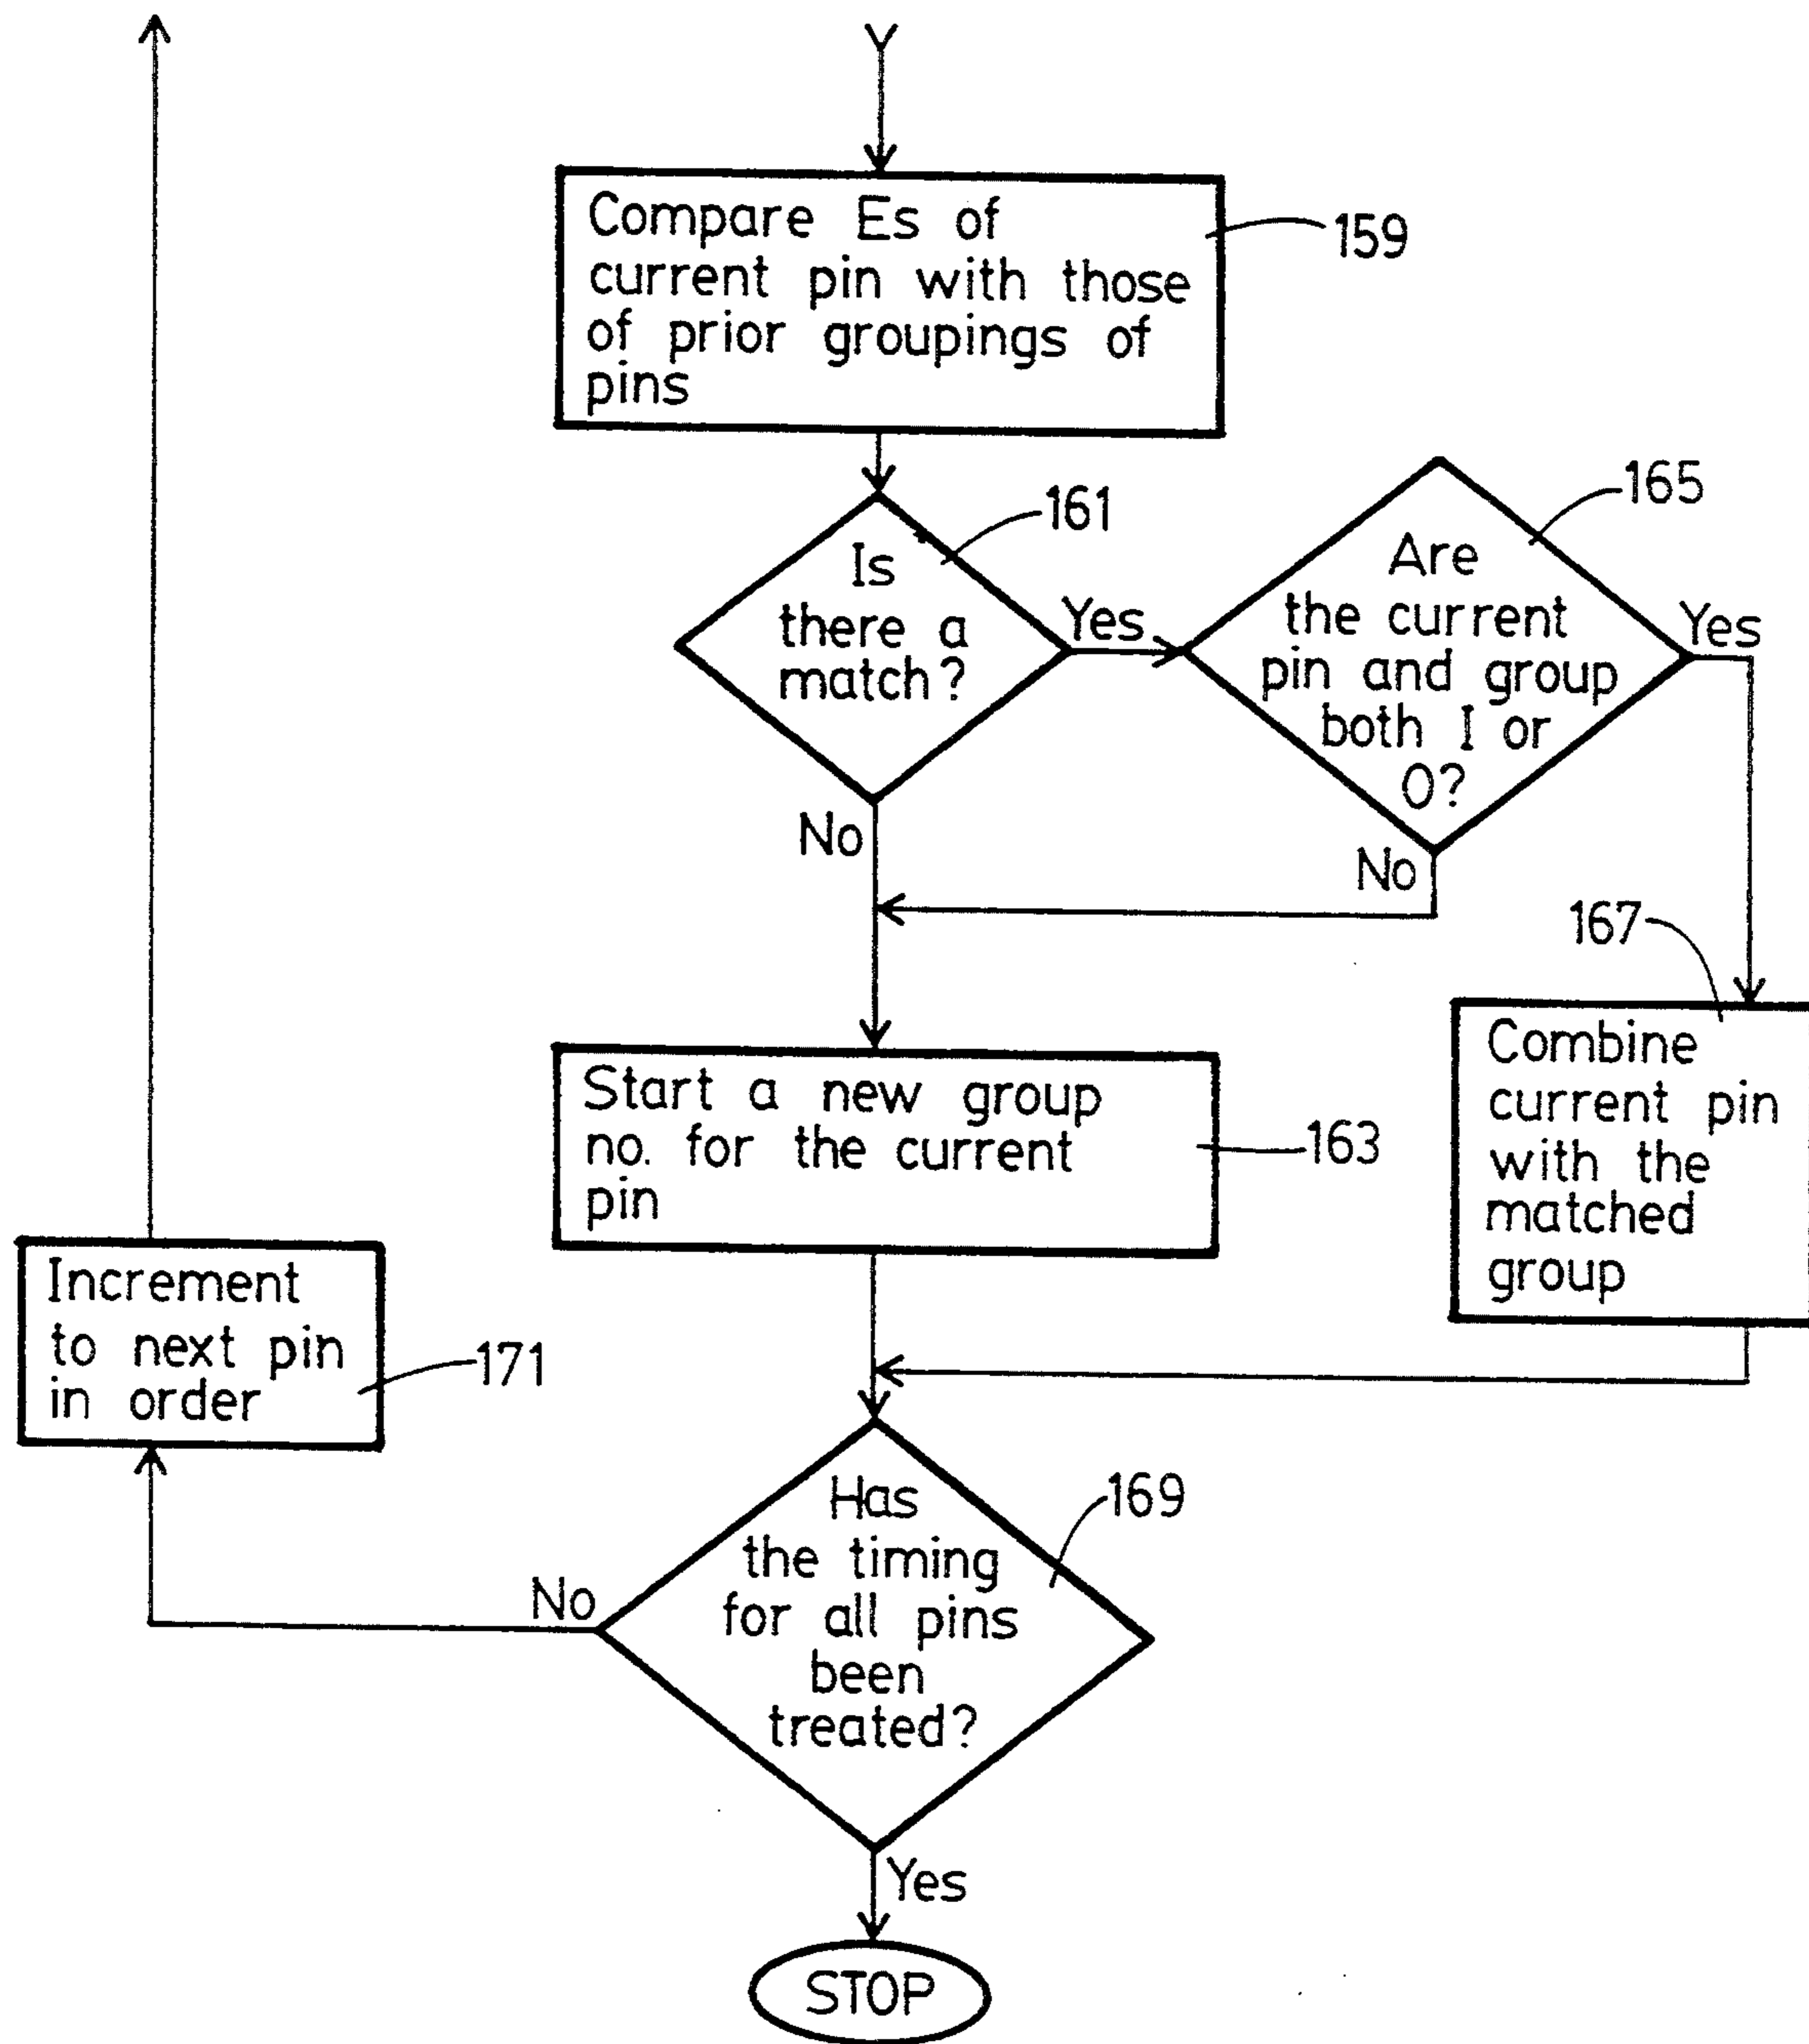 Compare Es of
current pin with those
of prior groupings of
pins
159
Is
there a
match?
161
Yes
No
Are
the current
pin and group
both I or
O?
165
Yes
No
167
Combine
current pin
with the
matched
group
Start a new group
no. for the current
pin
163
Increment
to next pin
in order
171
Has
the timing
for all pins
been
treated?
169
No
Yes
STOP